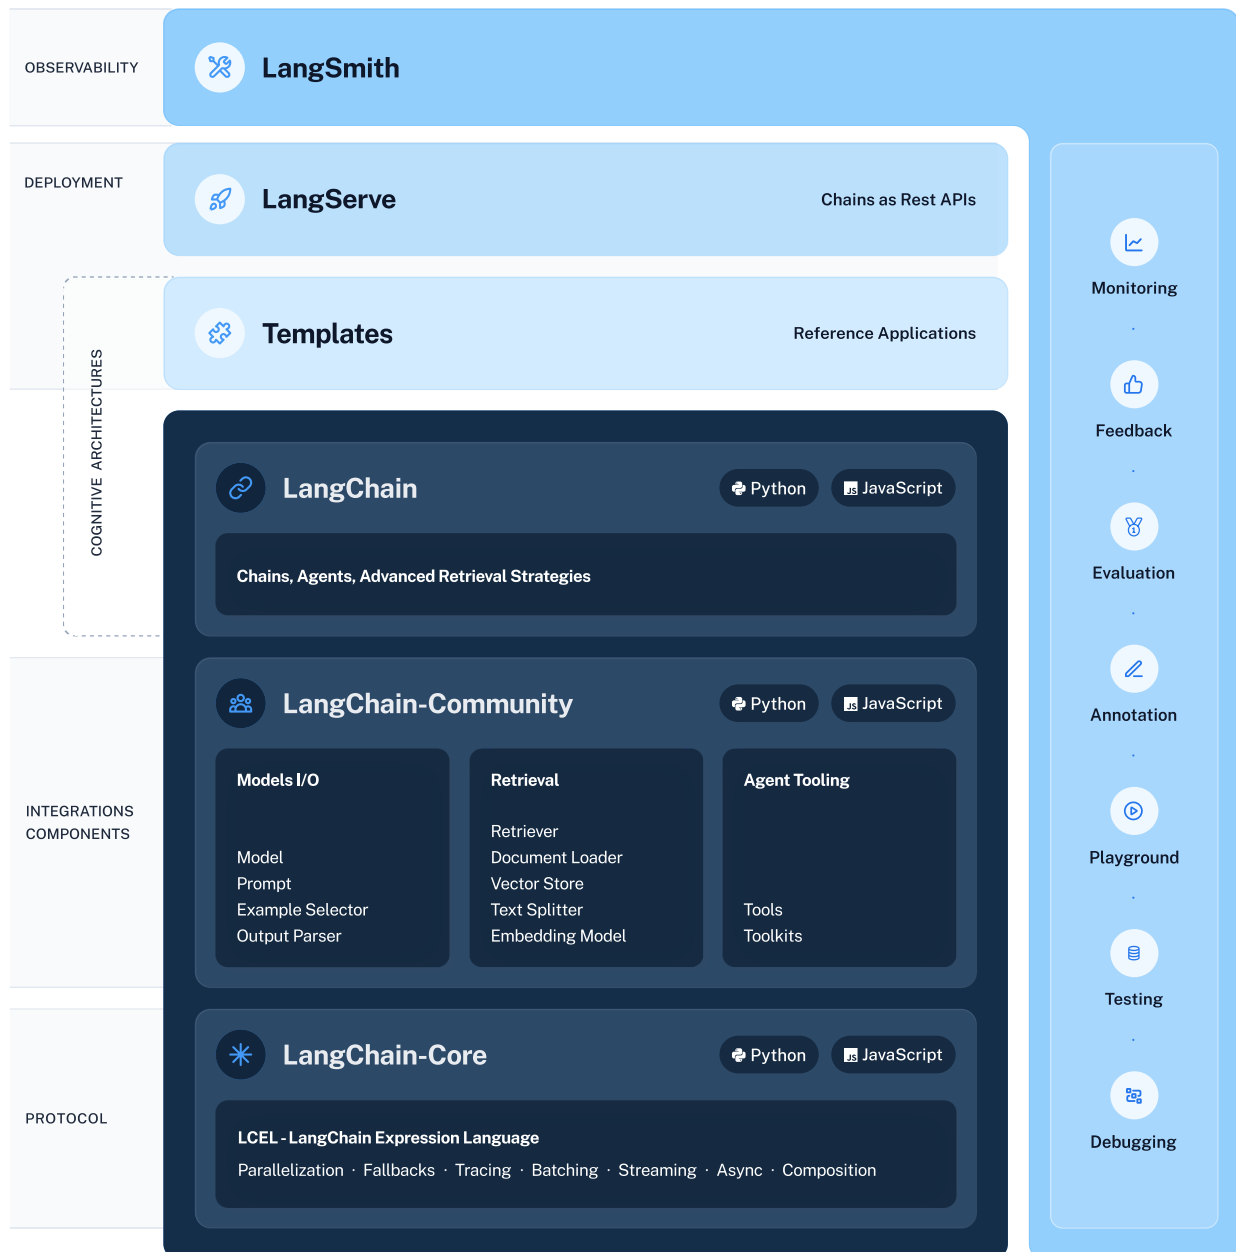 OBSERVABILITY
LangSmith
DEPLOYMENT
LangServe
Chains as Rest APIs
Templates
Reference Applications
COGNITIVE ARCHITECTURES
LangChain
Python
JavaScript
Chains, Agents, Advanced Retrieval Strategies
INTEGRATIONS
COMPONENTS
LangChain-Community
Python
JavaScript
Models I/O
Model
Prompt
Example Selector
Output Parser
Retrieval
Retriever
Document Loader
Vector Store
Text Splitter
Embedding Model
Agent Tooling
Tools
Toolkits
PROTOCOL
LangChain-Core
Python
JavaScript
LCEL - LangChain Expression Language
Parallelization · Fallbacks · Tracing · Batching · Streaming · Async · Composition
Monitoring
Feedback
Evaluation
Annotation
Playground
Testing
Debugging